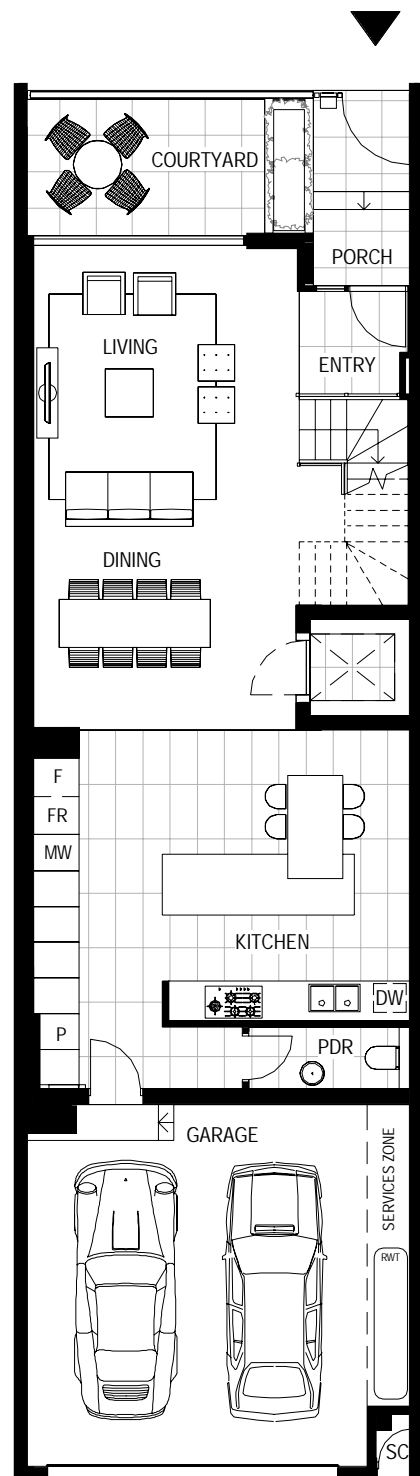 COURTYARD
PORCH
LIVING
ENTRY
DINING
F
FR
MW
KITCHEN
DW
P
PDR
GARAGE
SERVICES ZONE
RWT
SC